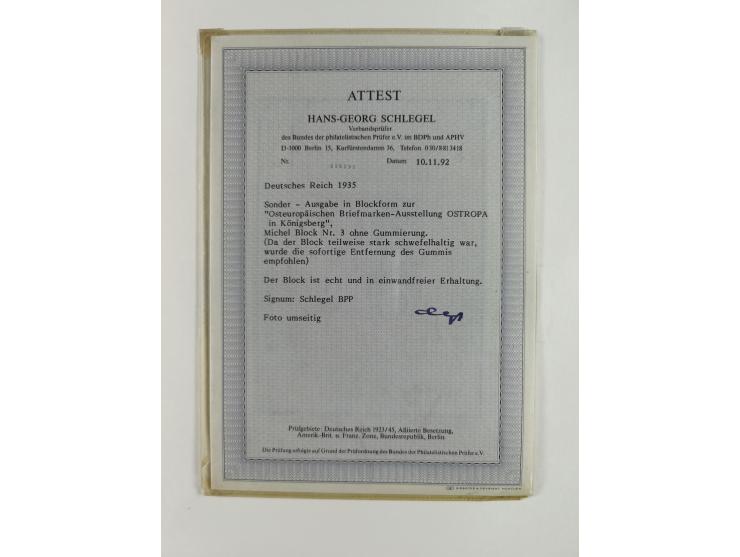 ATTEST
HANS-GEORG SCHLEGEL
Verbandsprüfer
des Bundes der philatelistischen Prüfer e.V. im BDPh und APHV
D-1000 Berlin 15, Kurfürstendamm 36, Telefon 030/8813418
Nr. Datum 10.11.92
Deutsches Reich 1935
Sonder - Ausgabe in Blockform zur
"Osteuropäischen Briefmarken-Ausstellung OSTROPA
in Königsberg",
Michel Block Nr. 3 ohne Gummierung.
(Da der Block teilweise stark schwefelhaltig war,
wurde die sofortige Entfernung des Gummis
empfohlen)
Der Block ist echt und in einwandfreier Erhaltung.
Signum: Schlegel BPP
Foto umseitig
Prüfgebiete: Deutsches Reich 1923/45, Alliierte Besetzung,
Amerik.-Brit. u. Franz. Zone, Bundesrepublik, Berlin
Die Prüfung erfolgte auf Grund der Prüfordnung des Bundes der Philatelistischen Prüfer e.V.